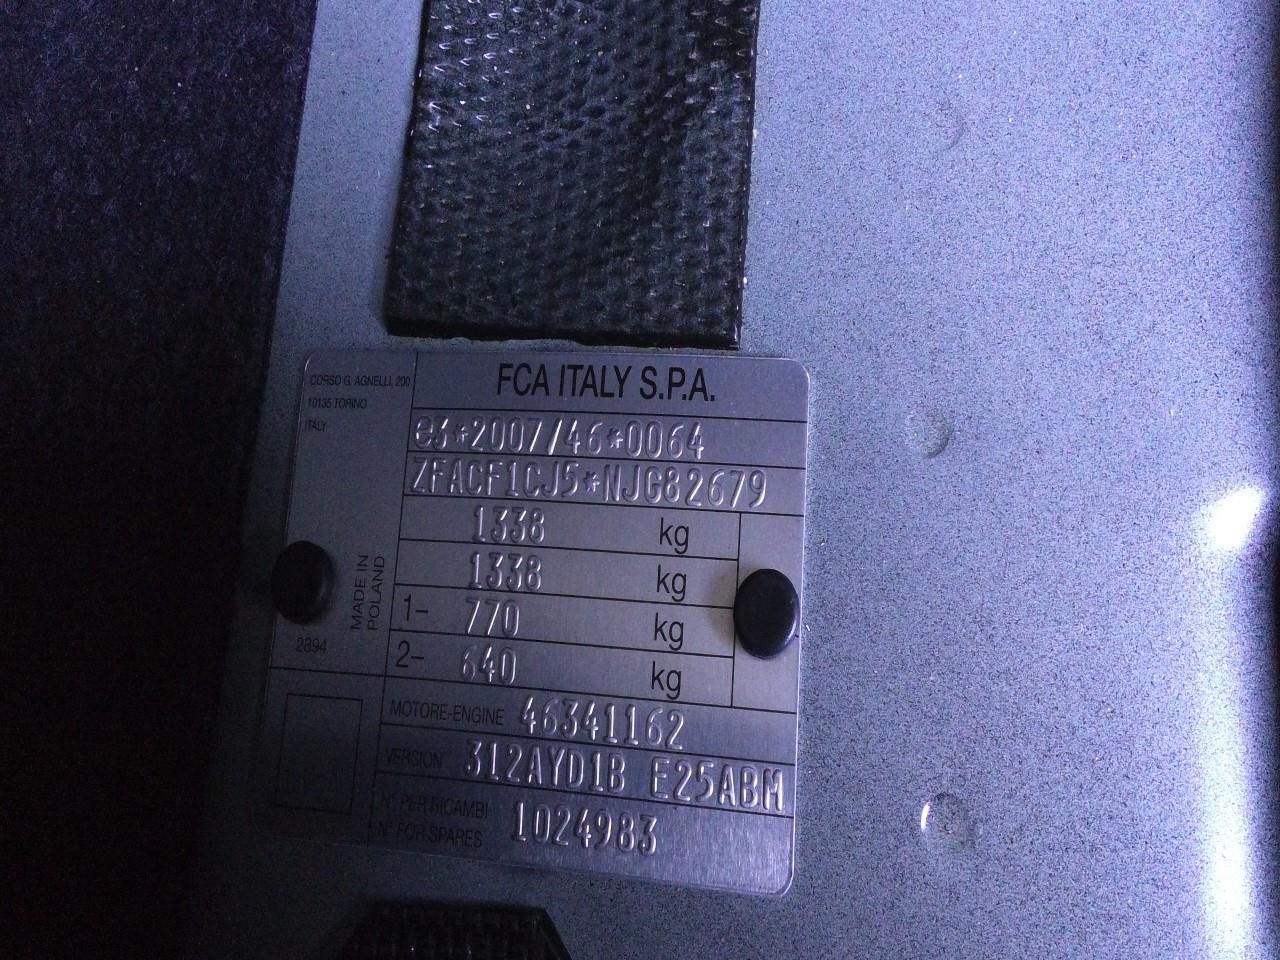 FCA ITALY S.P.A.
CORSO G. AGNELLI, 200
10135 TORINO
ITALY
e3*2007/46*0064
ZFACF1CJ5*NJG82679
1338 kg
1338 kg
1- 770 kg
2- 640 kg
MADE IN
POLAND
2894
MOTORE-ENGINE 46341162
VERSION 312AYD1B E25ABM
N° PER RICAMBI
N° FOR SPARES 1024983